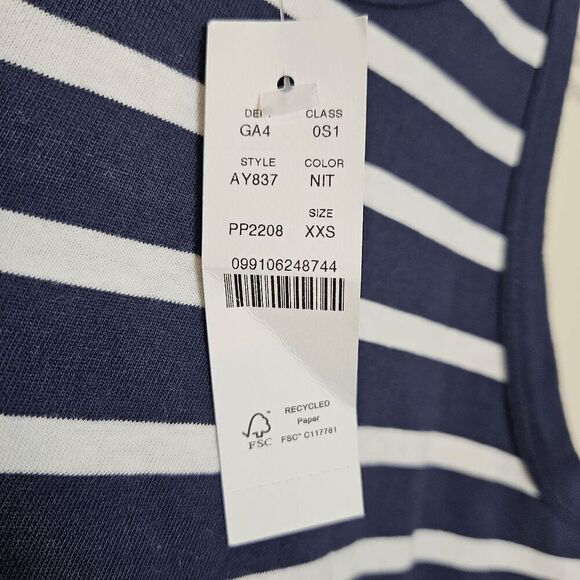 DEPT CLASS
GA4 0S1
STYLE COLOR
AY837 NIT
SIZE
PP2208 XXS
099106248744
FSC
RECYCLED
Paper
FSC™ C117781